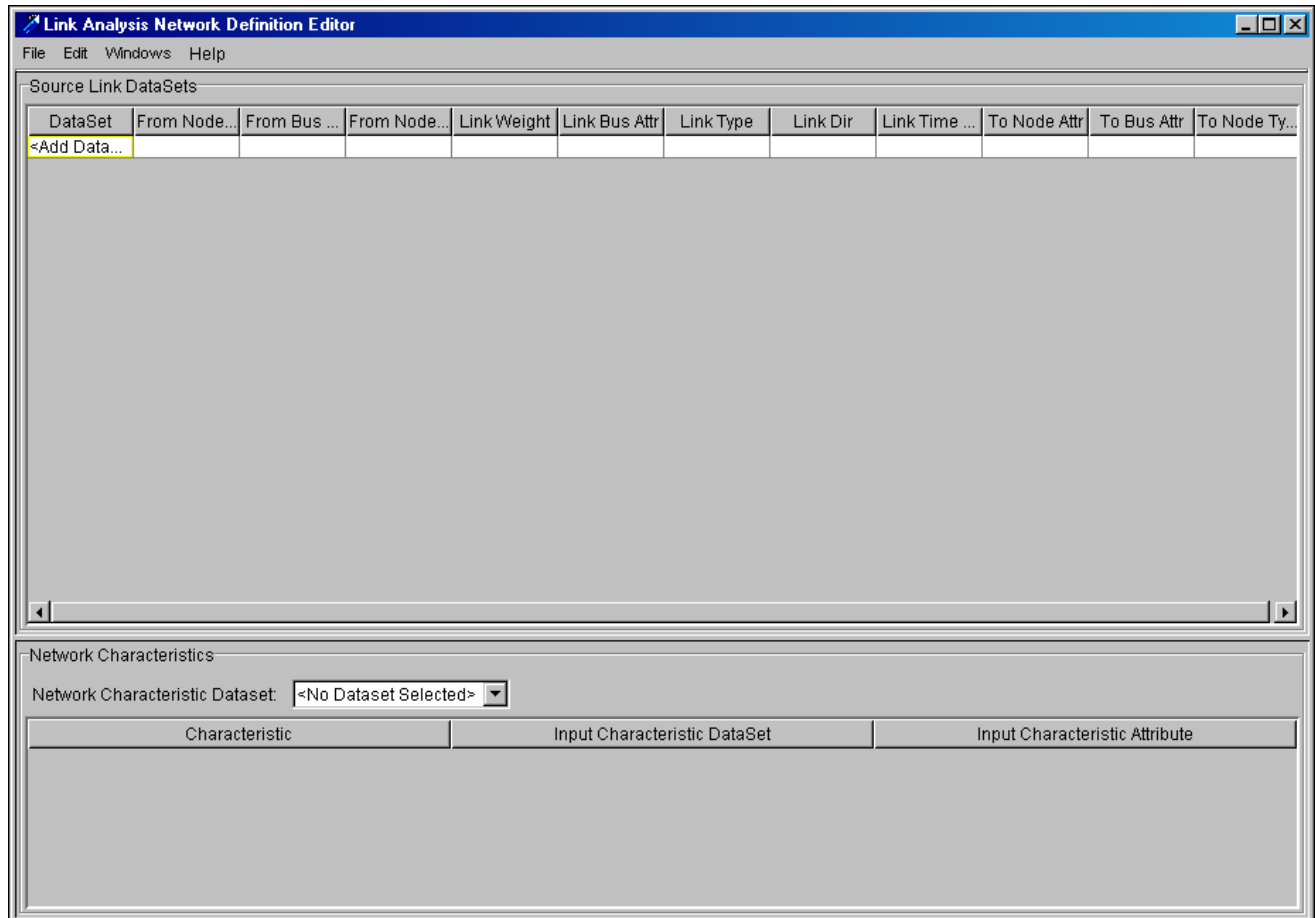 Link Analysis Network Definition Editor
File Edit Windows Help
Source Link DataSets
DataSet From Node... From Bus ... From Node... Link Weight Link Bus Attr Link Type Link Dir Link Time ... To Node Attr To Bus Attr To Node Ty...
<Add Data...
Network Characteristics
Network Characteristic Dataset: <No Dataset Selected>
Characteristic Input Characteristic DataSet Input Characteristic Attribute